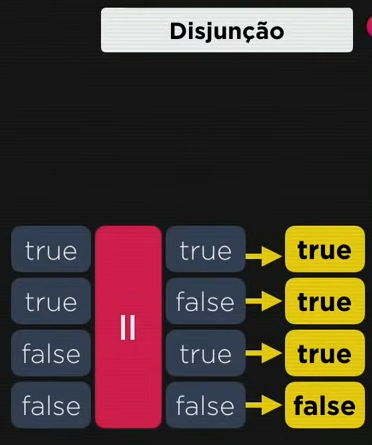 Disjunção
true || true true
true false true
false true true
false false false